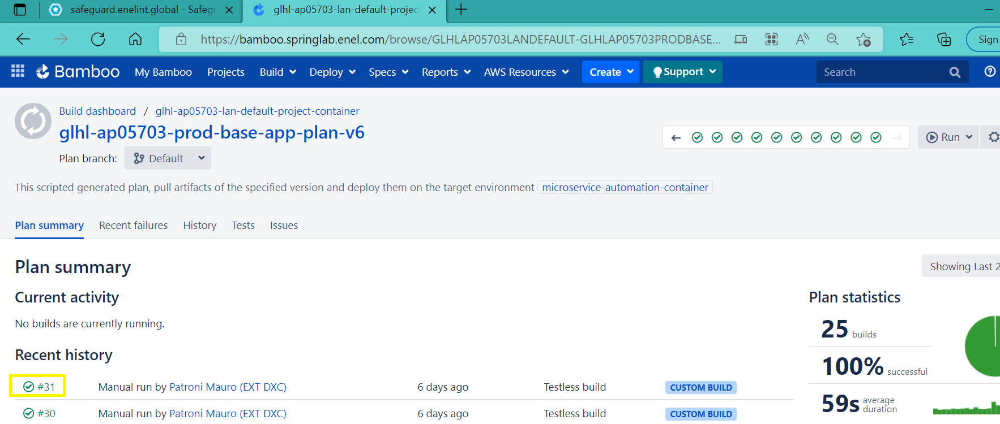 safeguard.enelint.global - Safegu
glhl-ap05703-lan-default-project
https://bamboo.springlab.enel.com/browse/GLHLAP05703LANDEFAULT-GLHLAP05703PRODBASE...
Sign
Bamboo My Bamboo Projects Build Deploy Specs Reports AWS Resources Create Support Search
Build dashboard / glhl-ap05703-lan-default-project-container
glhl-ap05703-prod-base-app-plan-v6
Run
Plan branch: Default
This scripted generated plan, pull artifacts of the specified version and deploy them on the target environment microservice-automation-container
Plan summary Recent failures History Tests Issues
Plan summary
Showing Last 2
Current activity
No builds are currently running.
Recent history
#31 Manual run by Patroni Mauro (EXT DXC) 6 days ago Testless build CUSTOM BUILD
#30 Manual run by Patroni Mauro (EXT DXC) 6 days ago Testless build CUSTOM BUILD
Plan statistics
25 builds
100% successful
59s average duration